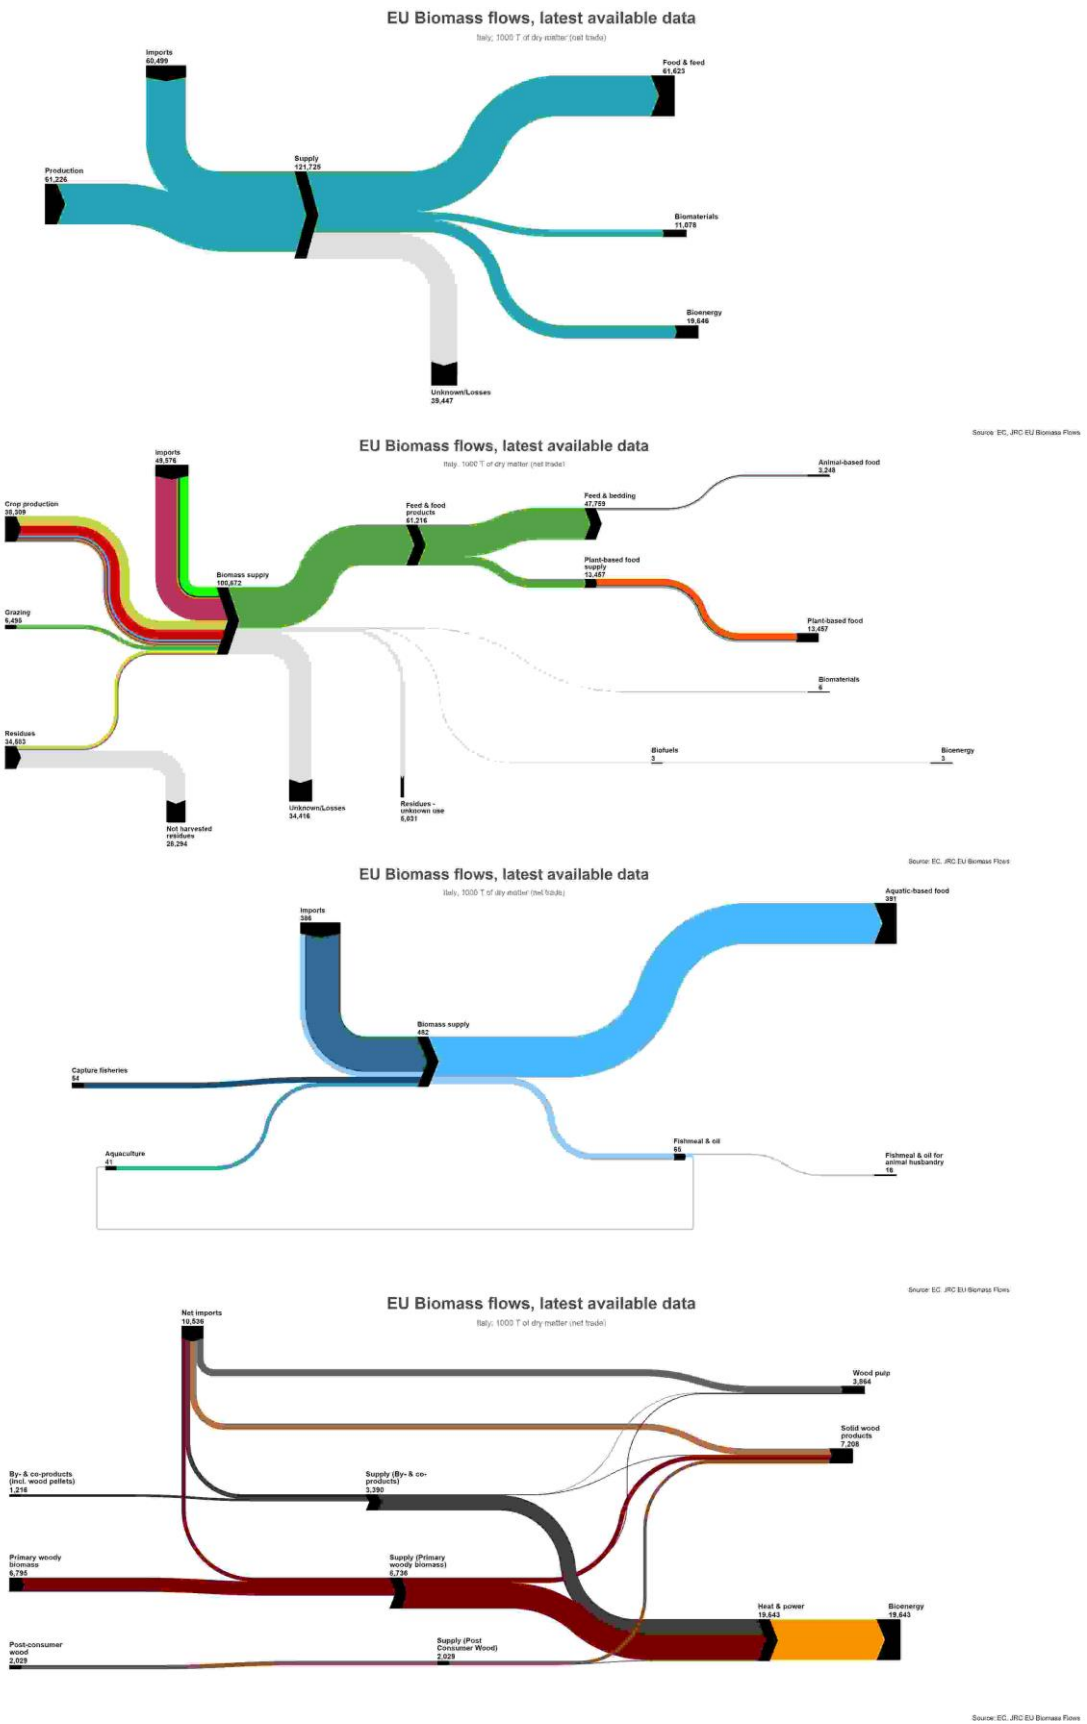 EU Biomass flows, latest available data
Italy, 1000 T of dry matter (net trade)
Imports
60,499
Food & feed
61,623
Supply
121,725
Production
61,226
Biomaterials
11,078
Bioenergy
19,646
Unknown/Losses
39,447
Source: EC, JRC EU Biomass Flows
EU Biomass flows, latest available data
Italy, 1000 T of dry matter (net trade)
Imports
49,576
Animal-based food
3,248
Crop production
38,309
Feed & food
products
61,216
Feed & bedding
47,759
Plant-based food
supply
13,457
Biomass supply
100,672
Grazing
6,495
Plant-based food
13,457
Biomaterials
6
Residues
34,603
Biofuels
3
Bioenergy
3
Unknown/Losses
34,416
Residues -
unknown use
6,031
Not harvested
residues
28,294
Source: EC, JRC EU Biomass Flows
EU Biomass flows, latest available data
Italy, 1000 T of dry matter (net trade)
Aquatic-based food
391
Imports
386
Biomass supply
482
Capture fisheries
54
Fishmeal & oil
65
Aquaculture
41
Fishmeal & oil for
animal husbandry
18
Source: EC, JRC EU Biomass Flows
EU Biomass flows, latest available data
Italy, 1000 T of dry matter (net trade)
Net imports
10,536
Wood pulp
3,864
Solid wood
products
7,208
By- & co-products
(incl. wood pellets)
1,216
Supply (By- & co-
products)
3,390
Primary woody
biomass
6,795
Supply (Primary
woody biomass)
6,736
Heat & power
19,643
Bioenergy
19,643
Post-consumer
wood
2,029
Supply (Post
Consumer Wood)
2,029
Source: EC, JRC EU Biomass Flows